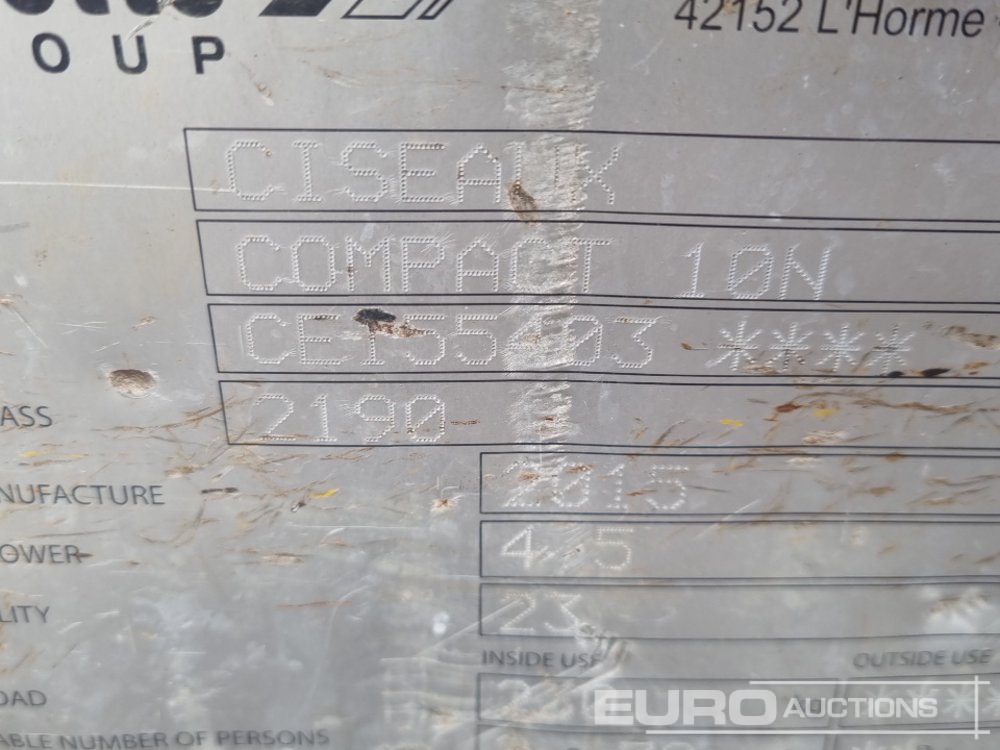 42152 L'Horme
OUP
CISEAUX
COMPACT 10N
CE155403 ****
ASS 2190
NUFACTURE 2015
OWER 4.5
LITY 23
INSIDE USE OUTSIDE USE
OAD
ABLE NUMBER OF PERSONS
EURO AUCTIONS